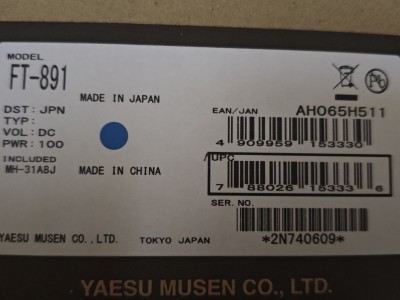 MODEL
FT-891
MADE IN JAPAN
DST: JPN
TYP:
VOL: DC
PWR: 100
INCLUDED
MH-31A8J
MADE IN CHINA
EAN/JAN
AH065H511
4 909959 153330
/UPC
7 88026 15333 6
SER. NO.
*2N740609*
YAESU MUSEN CO.,LTD.
TOKYO JAPAN
YAESU MUSEN CO., LTD.